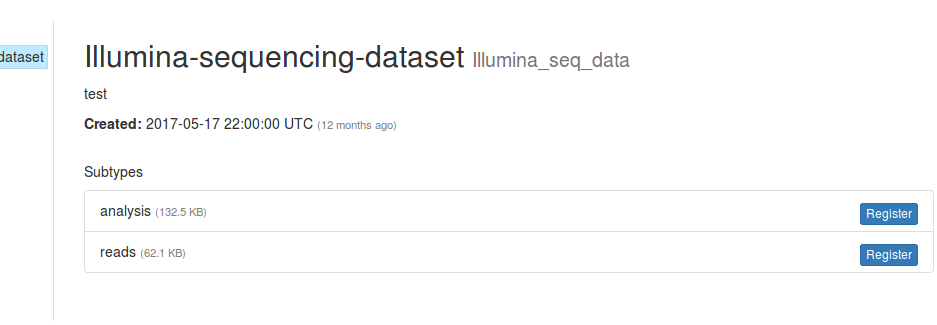 dataset
Illumina-sequencing-dataset Illumina_seq_data
test
Created: 2017-05-17 22:00:00 UTC (12 months ago)
Subtypes
analysis (132.5 KB) Register
reads (62.1 KB) Register